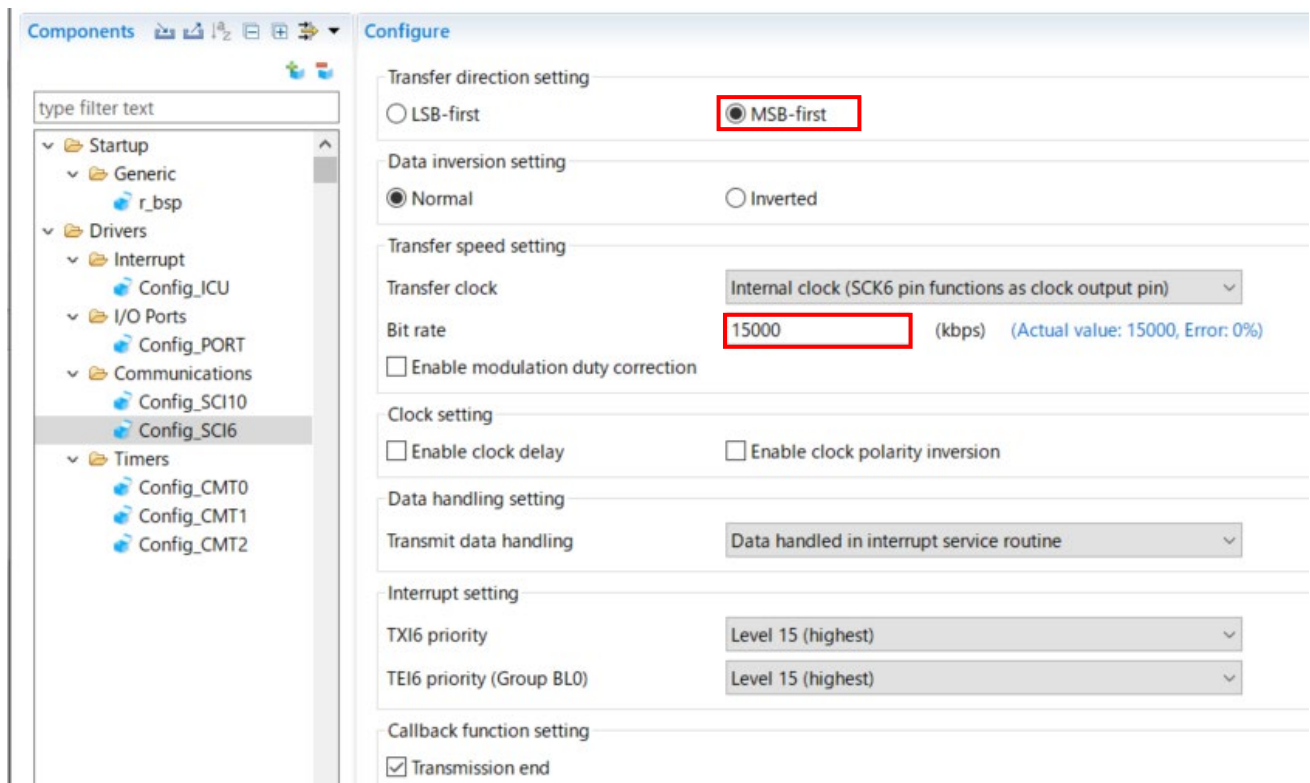 Components
type filter text
Startup
Generic
r_bsp
Drivers
Interrupt
Config_ICU
I/O Ports
Config_PORT
Communications
Config_SCI10
Config_SCI6
Timers
Config_CMT0
Config_CMT1
Config_CMT2
Configure
Transfer direction setting
LSB-first MSB-first
Data inversion setting
Normal Inverted
Transfer speed setting
Transfer clock Internal clock (SCK6 pin functions as clock output pin)
Bit rate 15000 (kbps) (Actual value: 15000, Error: 0%)
Enable modulation duty correction
Clock setting
Enable clock delay Enable clock polarity inversion
Data handling setting
Transmit data handling Data handled in interrupt service routine
Interrupt setting
TXI6 priority Level 15 (highest)
TEI6 priority (Group BL0) Level 15 (highest)
Callback function setting
Transmission end